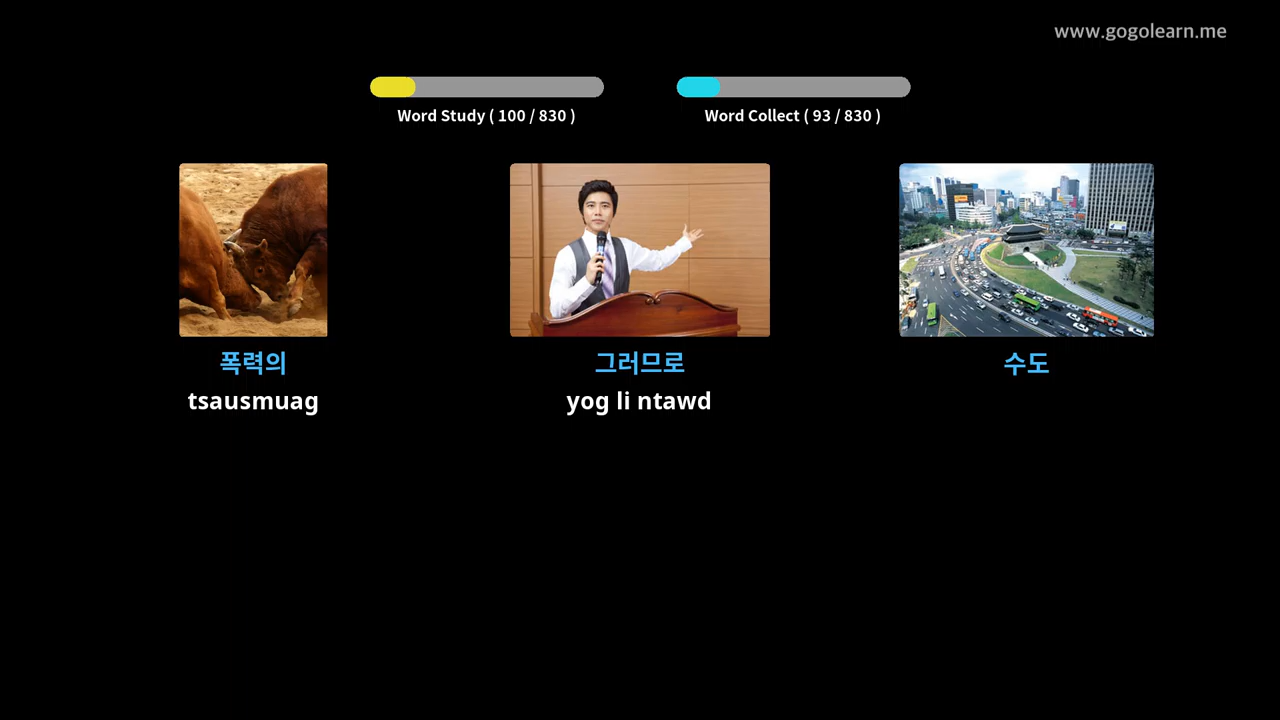 www.gogolearn.me
Word Study ( 100 / 830 )
Word Collect ( 93 / 830 )
폭력의
tsausmuag
그러므로
yog li ntawd
수도